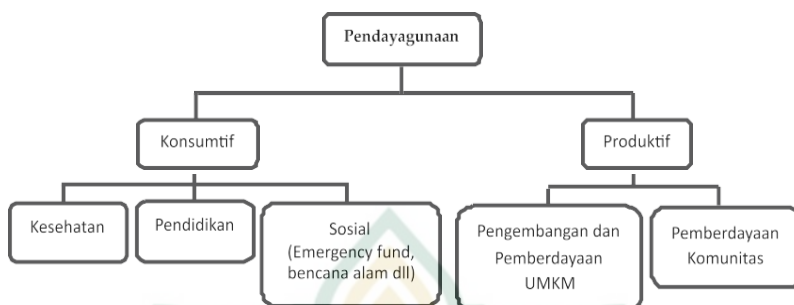 Pendayagunaan
Konsumtif
Produktif
Kesehatan
Pendidikan
Sosial
(Emergency fund,
bencana alam dll)
Pengembangan dan
Pemberdayaan
UMKM
Pemberdayaan
Komunitas